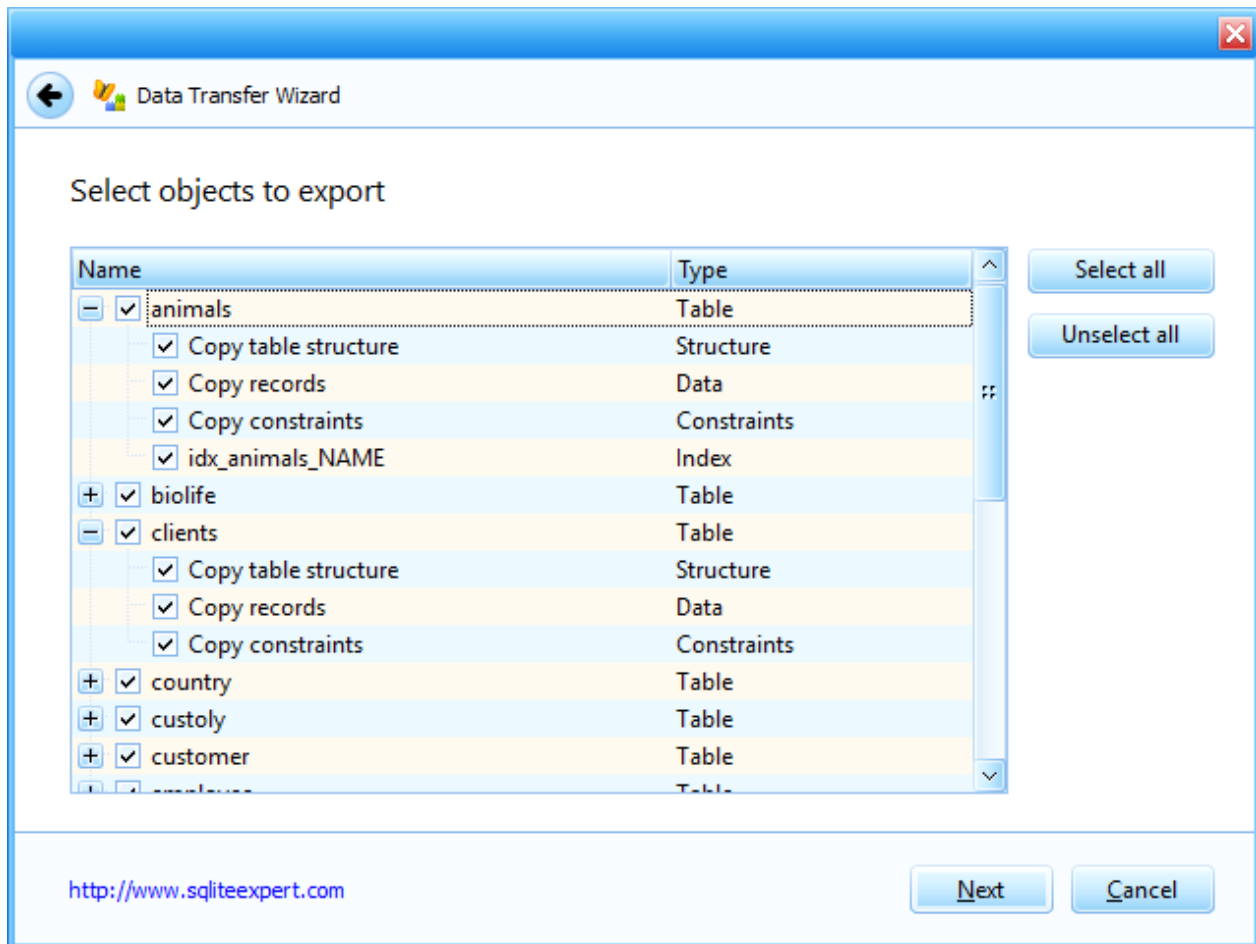 Data Transfer Wizard
Select objects to export
Name Type
animals Table
Copy table structure Structure
Copy records Data
Copy constraints Constraints
idx_animals_NAME Index
biolife Table
clients Table
Copy table structure Structure
Copy records Data
Copy constraints Constraints
country Table
custoly Table
customer Table
employee Table
Select all
Unselect all
http://www.sqliteexpert.com
Next Cancel